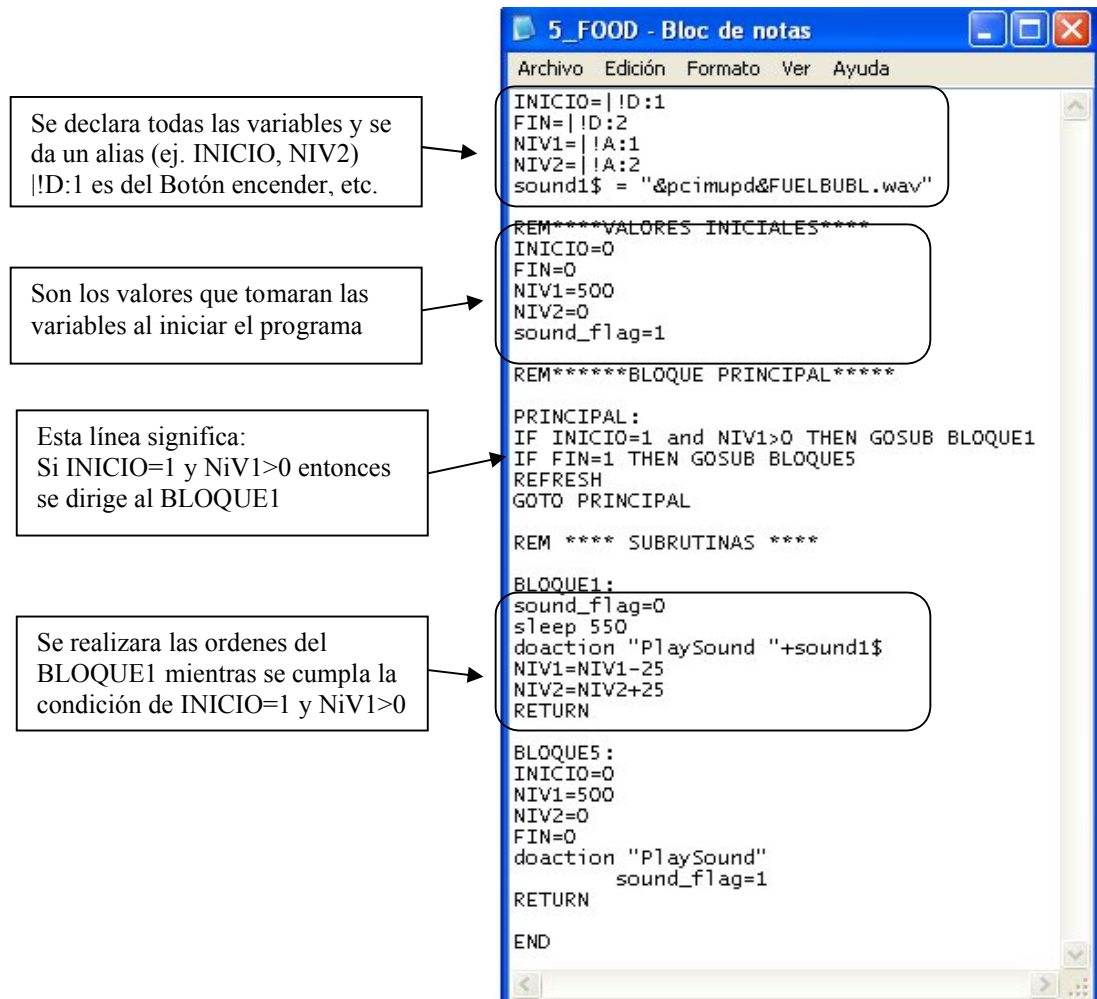 5_FOOD - Bloc de notas
Archivo Edición Formato Ver Ayuda
Se declara todas las variables y se
da un alias (ej. INICIO, NIV2)
|!D:1 es del Botón encender, etc.
INICIO=|!D:1
FIN=|!D:2
NIV1=|!A:1
NIV2=|!A:2
sound1$ = "&pcimupd&FUELBUBL.wav"
REM****VALORES INICIALES****
Son los valores que tomaran las
variables al iniciar el programa
INICIO=0
FIN=0
NIV1=500
NIV2=0
sound_flag=1
REM******BLOQUE PRINCIPAL*****
Esta línea significa:
Si INICIO=1 y NiV1>0 entonces
se dirige al BLOQUE1
PRINCIPAL:
IF INICIO=1 and NIV1>0 THEN GOSUB BLOQUE1
IF FIN=1 THEN GOSUB BLOQUE5
REFRESH
GOTO PRINCIPAL
REM **** SUBRUTINAS ****
Se realizara las ordenes del
BLOQUE1 mientras se cumpla la
condición de INICIO=1 y NiV1>0
BLOQUE1:
sound_flag=0
sleep 550
doaction "PlaySound "+sound1$
NIV1=NIV1-25
NIV2=NIV2+25
RETURN
BLOQUE5:
INICIO=0
NIV1=500
NIV2=0
FIN=0
doaction "PlaySound"
sound_flag=1
RETURN
END